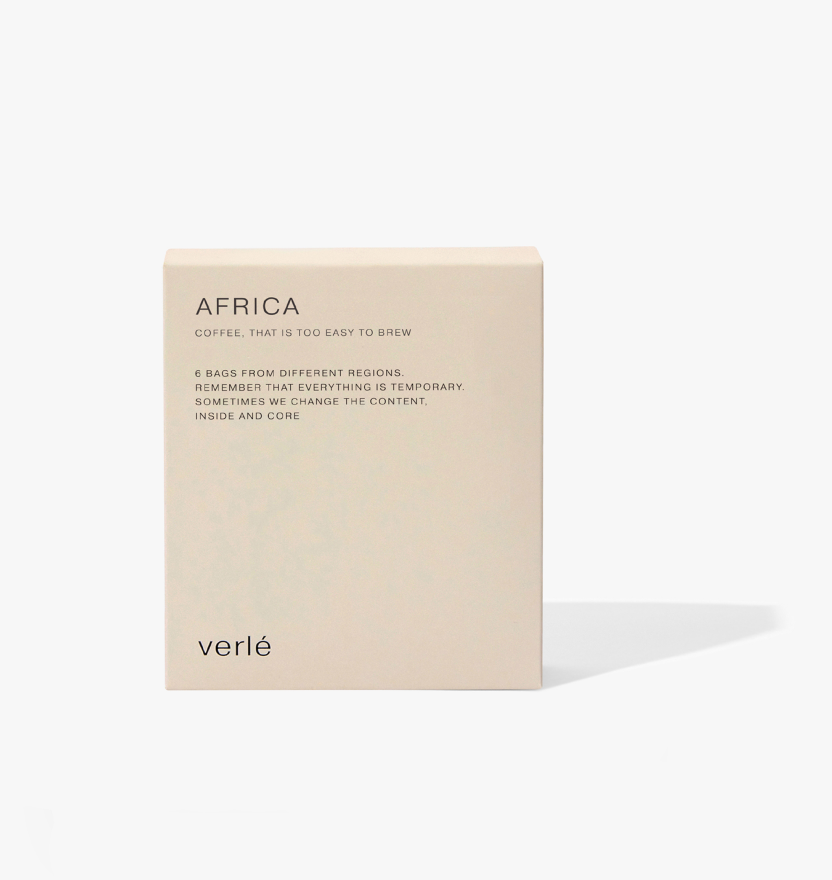 AFRICA
COFFEE, THAT IS TOO EASY TO BREW
6 BAGS FROM DIFFERENT REGIONS.
REMEMBER THAT EVERYTHING IS TEMPORARY.
SOMETIMES WE CHANGE THE CONTENT,
INSIDE AND CORE
verlé